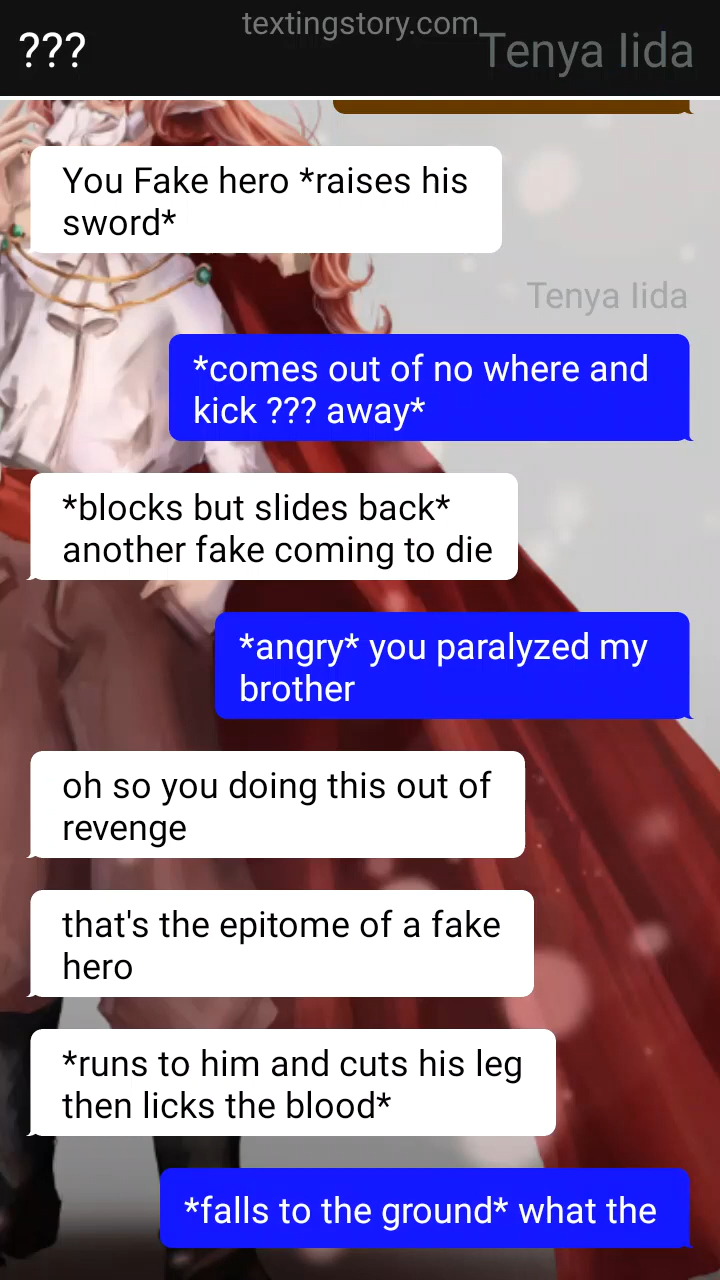 textingstory.com
???
Tenya Iida
You Fake hero *raises his
sword*
Tenya Iida
*comes out of no where and
kick ??? away*
*blocks but slides back*
another fake coming to die
*angry* you paralyzed my
brother
oh so you doing this out of
revenge
that's the epitome of a fake
hero
*runs to him and cuts his leg
then licks the blood*
*falls to the ground* what the